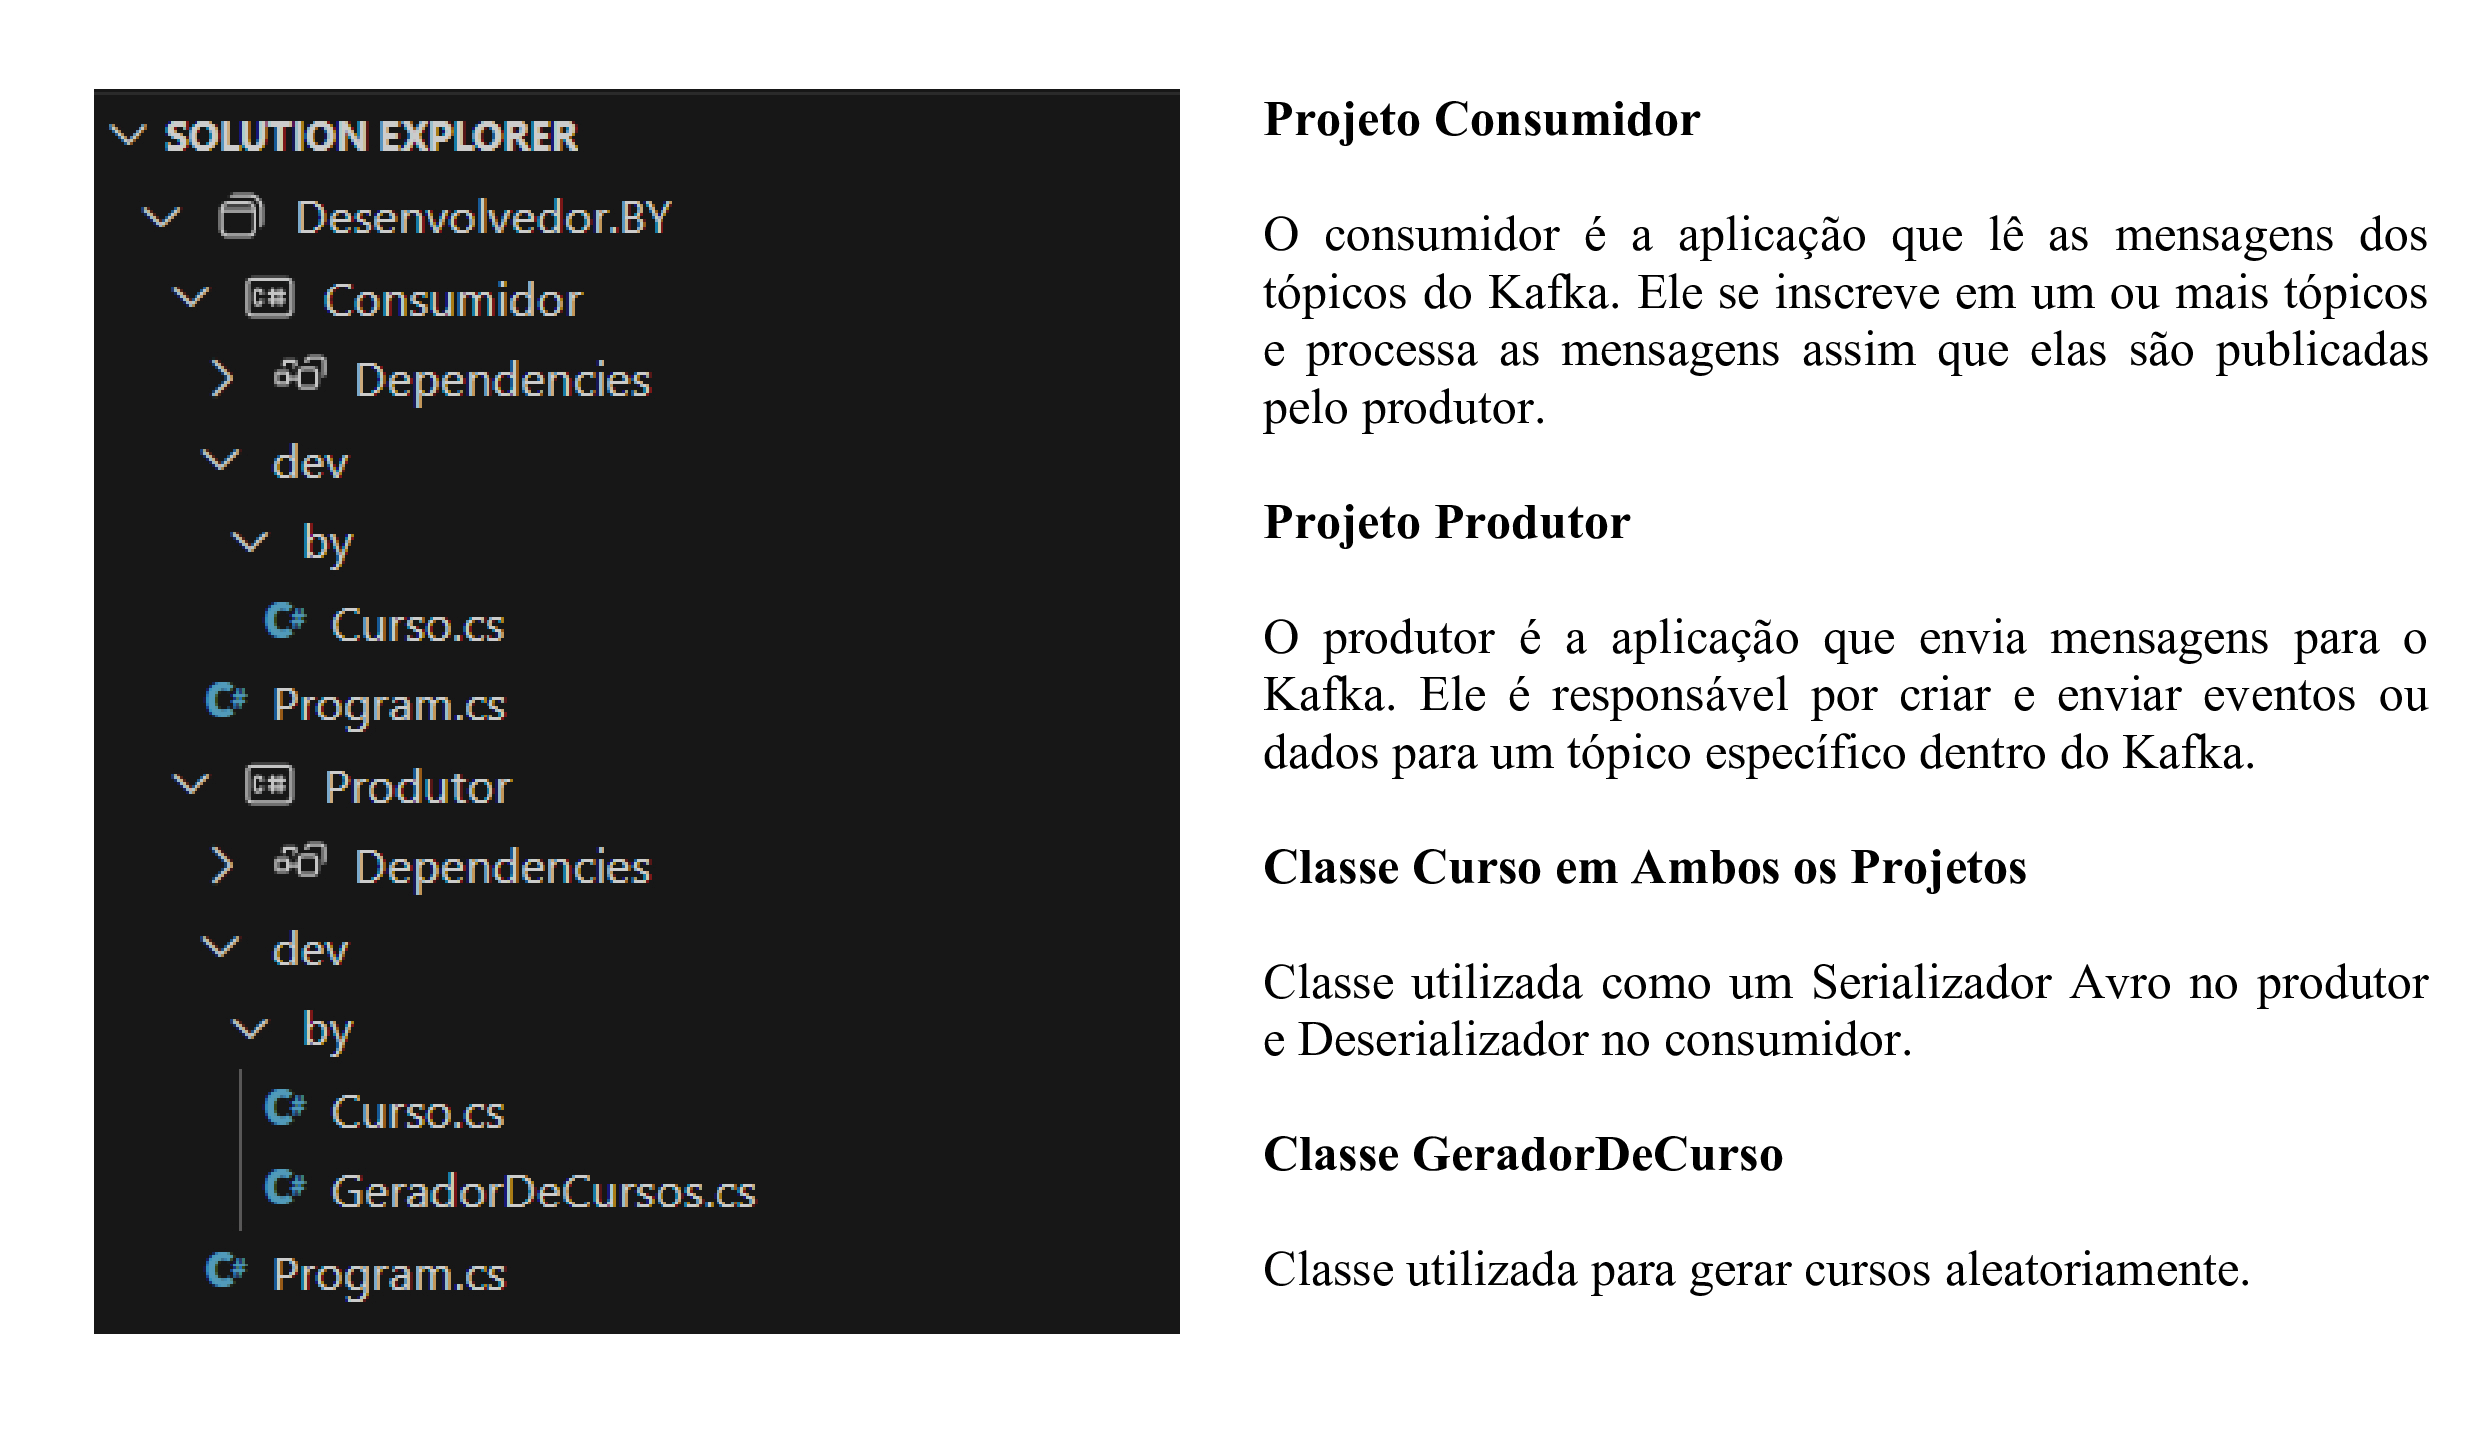 SOLUTION EXPLORER
Desenvolvedor.BY
Consumidor
Dependencies
dev
by
Curso.cs
Program.cs
Produtor
Dependencies
dev
by
Curso.cs
GeradorDeCursos.cs
Program.cs
Projeto Consumidor
O consumidor é a aplicação que lê as mensagens dos
tópicos do Kafka. Ele se inscreve em um ou mais tópicos
e processa as mensagens assim que elas são publicadas
pelo produtor.
Projeto Produtor
O produtor é a aplicação que envia mensagens para o
Kafka. Ele é responsável por criar e enviar eventos ou
dados para um tópico específico dentro do Kafka.
Classe Curso em Ambos os Projetos
Classe utilizada como um Serializador Avro no produtor
e Deserializador no consumidor.
Classe GeradorDeCurso
Classe utilizada para gerar cursos aleatoriamente.